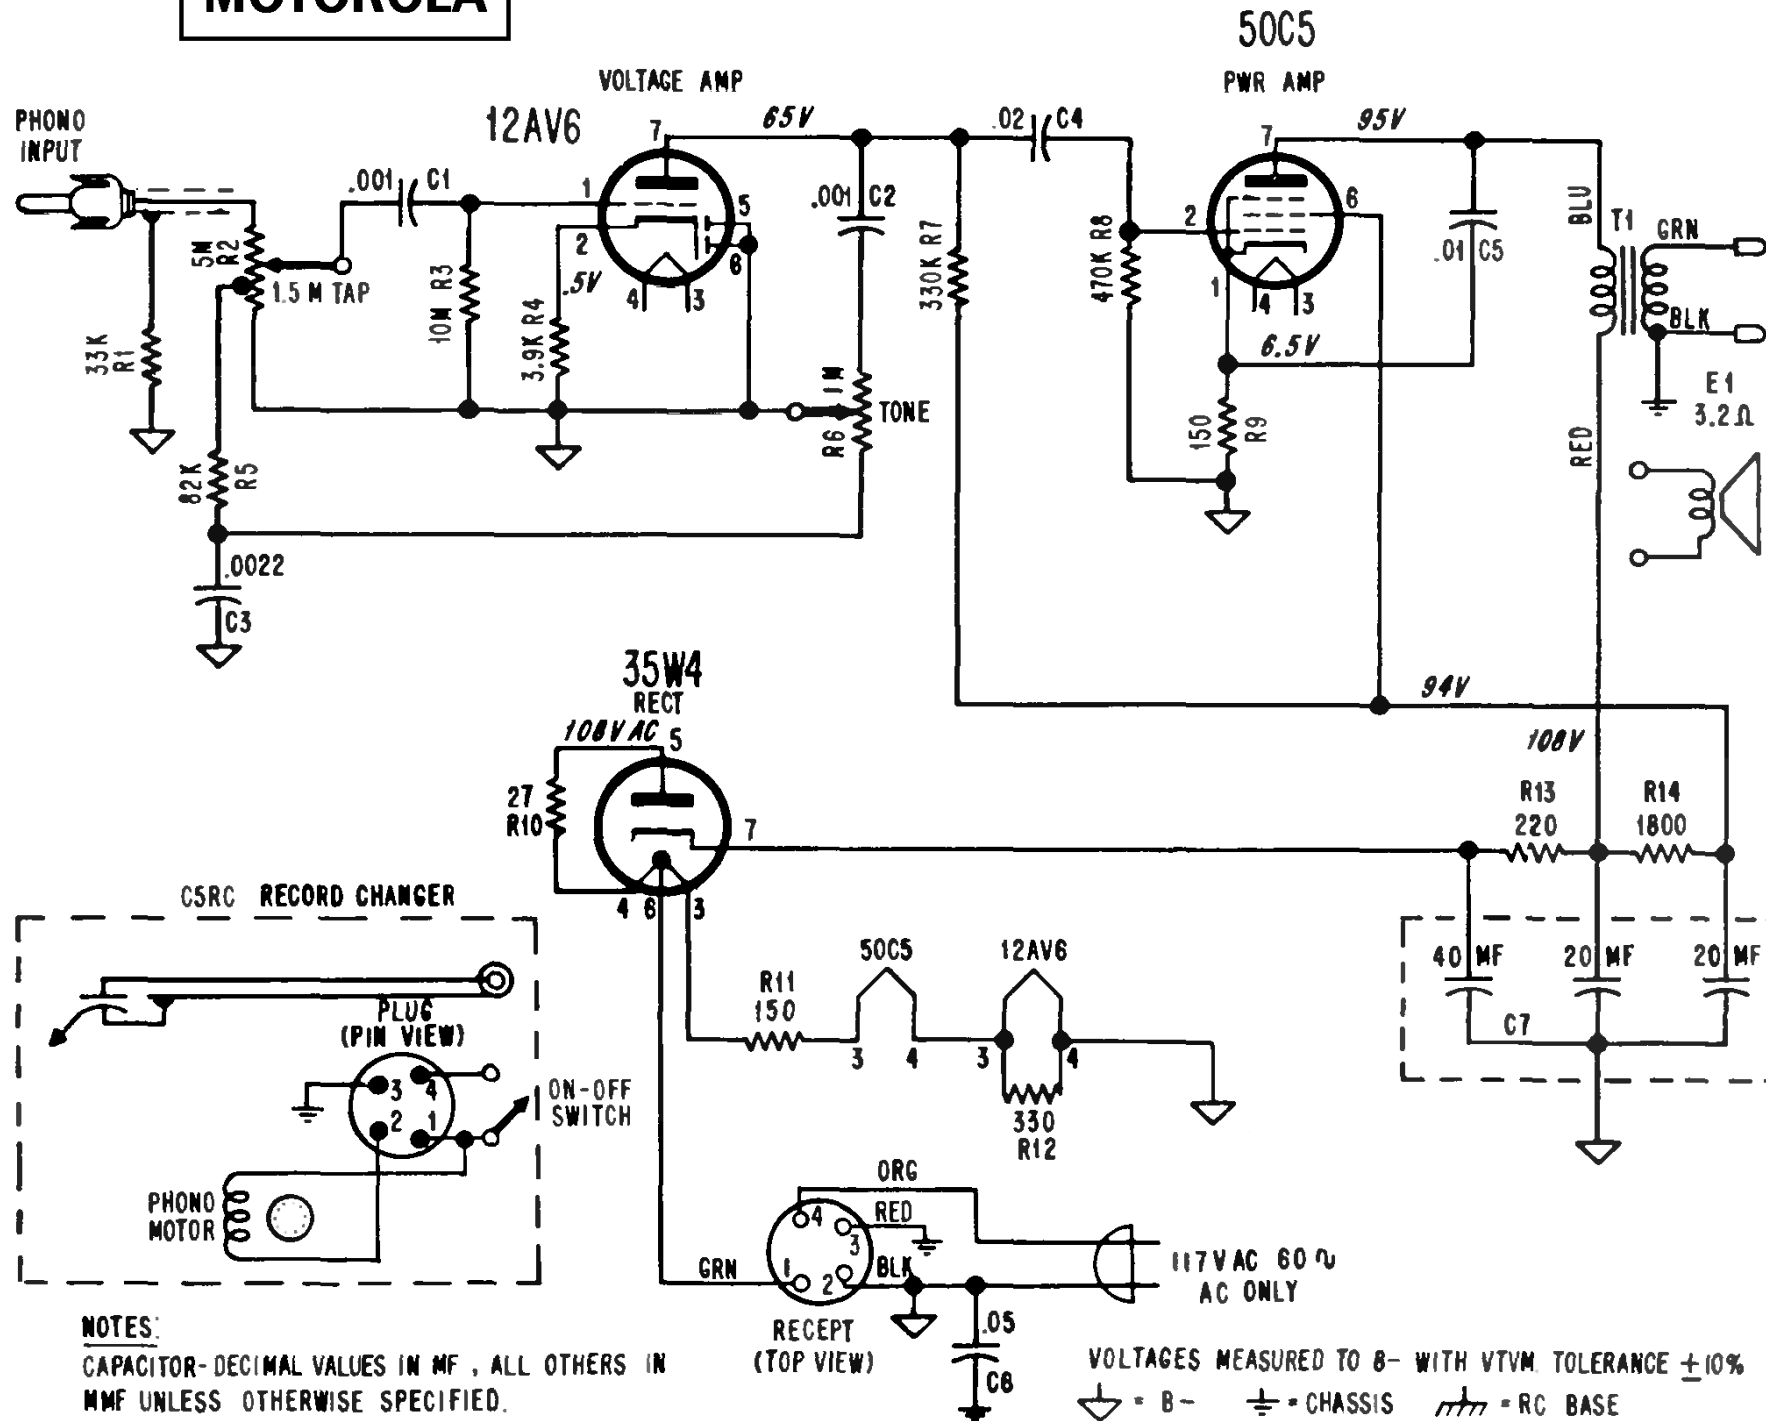 MOTOROLA
50C5
PWR AMP
VOLTAGE AMP
12AV6
PHONO
INPUT
7
65V
.02
C4
7
95V
.001
C1
1
5
.001
C2
2
6
BLU
T1
GRN
5M
R2
2
6
.5V
4
3
330K R7
470K R8
1
4
3
.01
C5
1.5 M TAP
10M R3
3.9K R4
BLK
33K
R1
6.5V
1M
R6
TONE
150
R9
E1
3.2Ω
RED
82K
R5
.0022
C3
35W4
RECT
108V AC
5
94V
108V
27
R10
7
R13
220
R14
1800
4
6
3
CSRC RECORD CHANGER
50C5
12AV6
40 MF
20 MF
20 MF
R11
150
C7
PLUG
(PIN VIEW)
3
4
3
4
3
4
2
1
ON-OFF
SWITCH
330
R12
PHONO
MOTOR
ORG
4
RED
3
GRN
1
2
BLK
117V AC 60 ∿
AC ONLY
NOTES:
CAPACITOR-DECIMAL VALUES IN MF, ALL OTHERS IN
MMF UNLESS OTHERWISE SPECIFIED.
RECEPT
(TOP VIEW)
.05
C6
VOLTAGES MEASURED TO B- WITH VTVM. TOLERANCE ±10%
= B-
= CHASSIS
= RC BASE